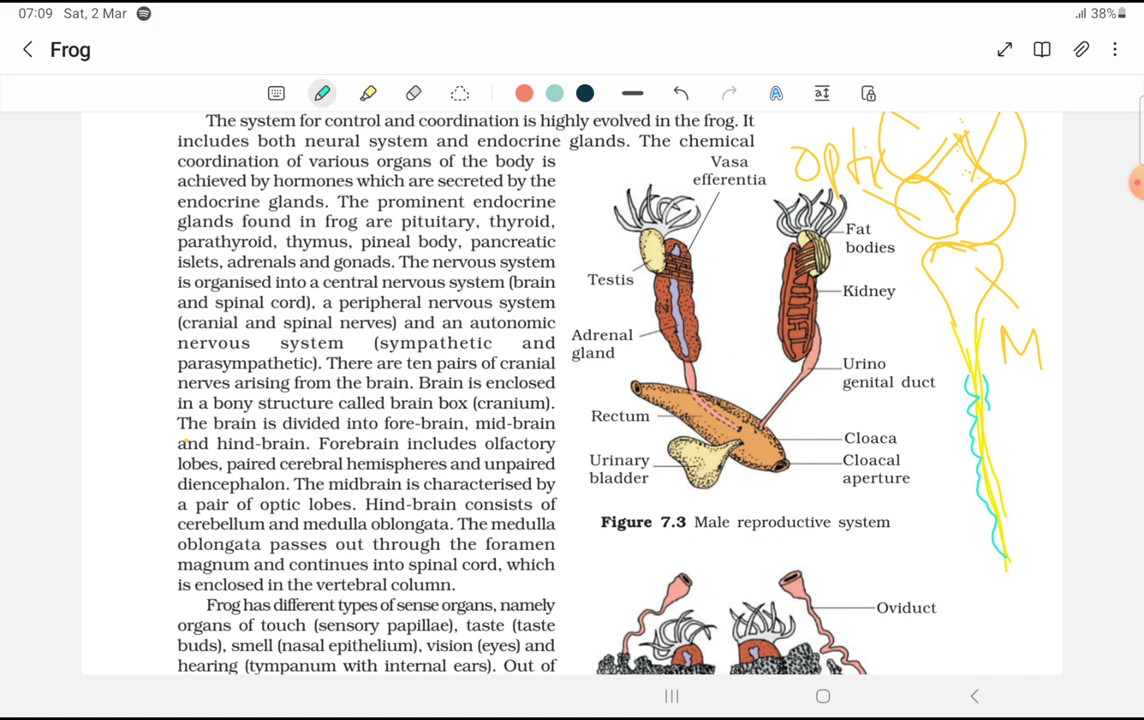 07:09 Sat, 2 Mar
38%
Frog
The system for control and coordination is highly evolved in the frog. It
includes both neural system and endocrine glands. The chemical
coordination of various organs of the body is
achieved by hormones which are secreted by the
endocrine glands. The prominent endocrine
glands found in frog are pituitary, thyroid,
parathyroid, thymus, pineal body, pancreatic
islets, adrenals and gonads. The nervous system
is organised into a central nervous system (brain
and spinal cord), a peripheral nervous system
(cranial and spinal nerves) and an autonomic
nervous system (sympathetic and
parasympathetic). There are ten pairs of cranial
nerves arising from the brain. Brain is enclosed
in a bony structure called brain box (cranium).
The brain is divided into fore-brain, mid-brain
and hind-brain. Forebrain includes olfactory
lobes, paired cerebral hemispheres and unpaired
diencephalon. The midbrain is characterised by
a pair of optic lobes. Hind-brain consists of
cerebellum and medulla oblongata. The medulla
oblongata passes out through the foramen
magnum and continues into spinal cord, which
is enclosed in the vertebral column.
Frog has different types of sense organs, namely
organs of touch (sensory papillae), taste (taste
buds), smell (nasal epithelium), vision (eyes) and
hearing (tympanum with internal ears). Out of
Vasa
efferentia
Fat
bodies
Testis
Kidney
Adrenal
gland
Urino
genital duct
Rectum
Cloaca
Urinary
bladder
Cloacal
aperture
Figure 7.3 Male reproductive system
Oviduct
Optic
M